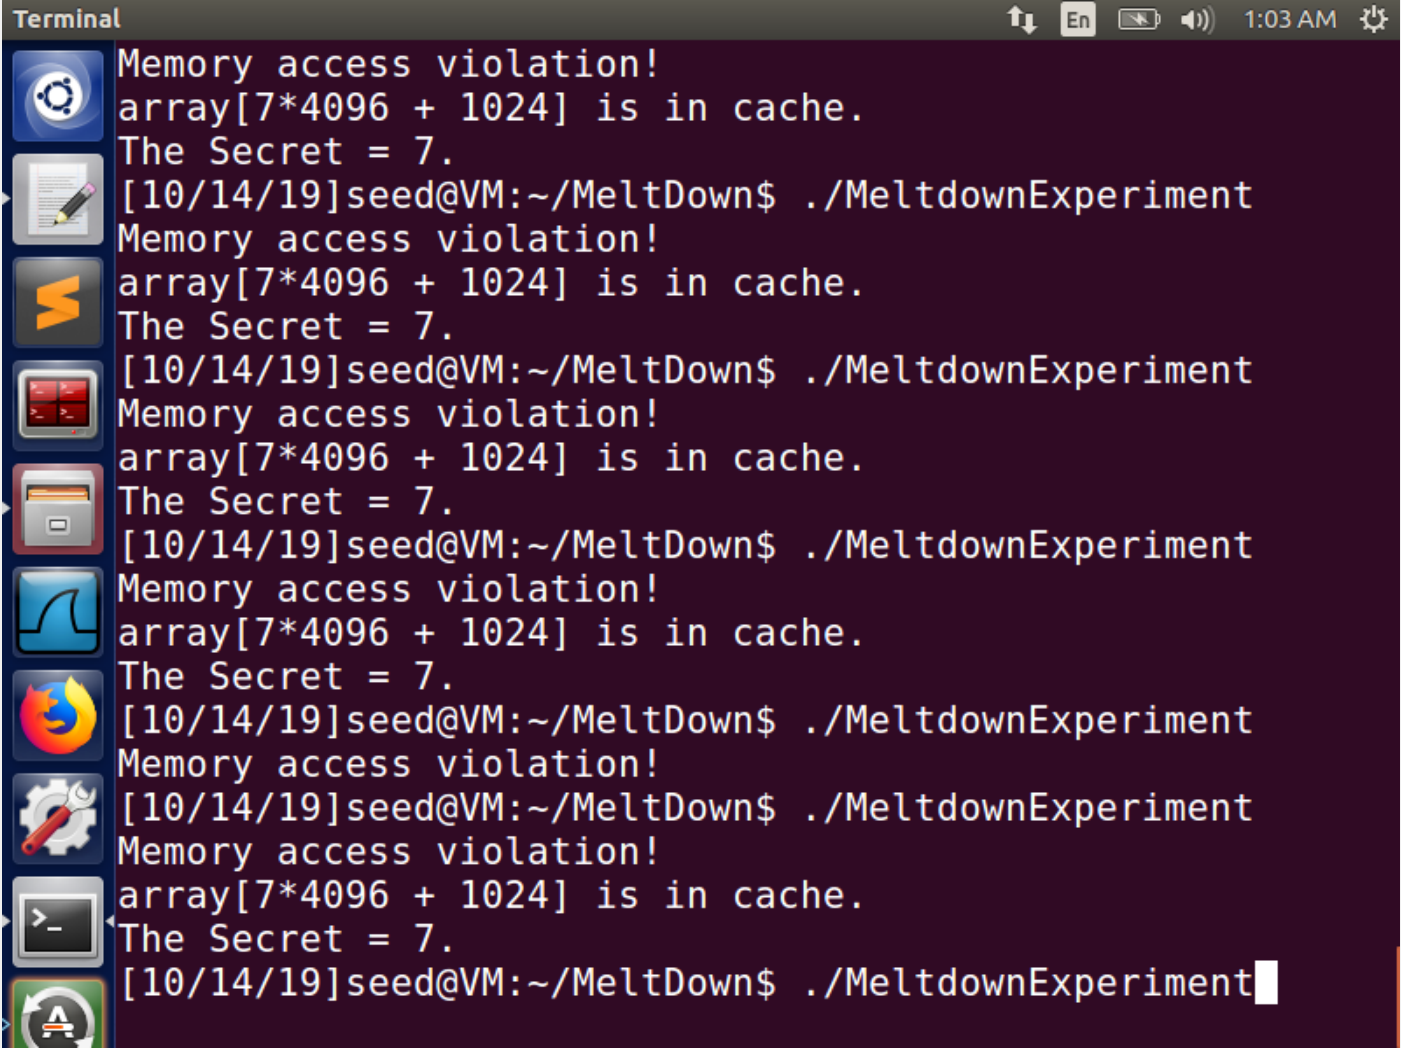 Terminal En 1:03 AM
Memory access violation!
array[7*4096 + 1024] is in cache.
The Secret = 7.
[10/14/19]seed@VM:~/MeltDown$ ./MeltdownExperiment
Memory access violation!
array[7*4096 + 1024] is in cache.
The Secret = 7.
[10/14/19]seed@VM:~/MeltDown$ ./MeltdownExperiment
Memory access violation!
array[7*4096 + 1024] is in cache.
The Secret = 7.
[10/14/19]seed@VM:~/MeltDown$ ./MeltdownExperiment
Memory access violation!
array[7*4096 + 1024] is in cache.
The Secret = 7.
[10/14/19]seed@VM:~/MeltDown$ ./MeltdownExperiment
Memory access violation!
[10/14/19]seed@VM:~/MeltDown$ ./MeltdownExperiment
Memory access violation!
array[7*4096 + 1024] is in cache.
The Secret = 7.
[10/14/19]seed@VM:~/MeltDown$ ./MeltdownExperiment